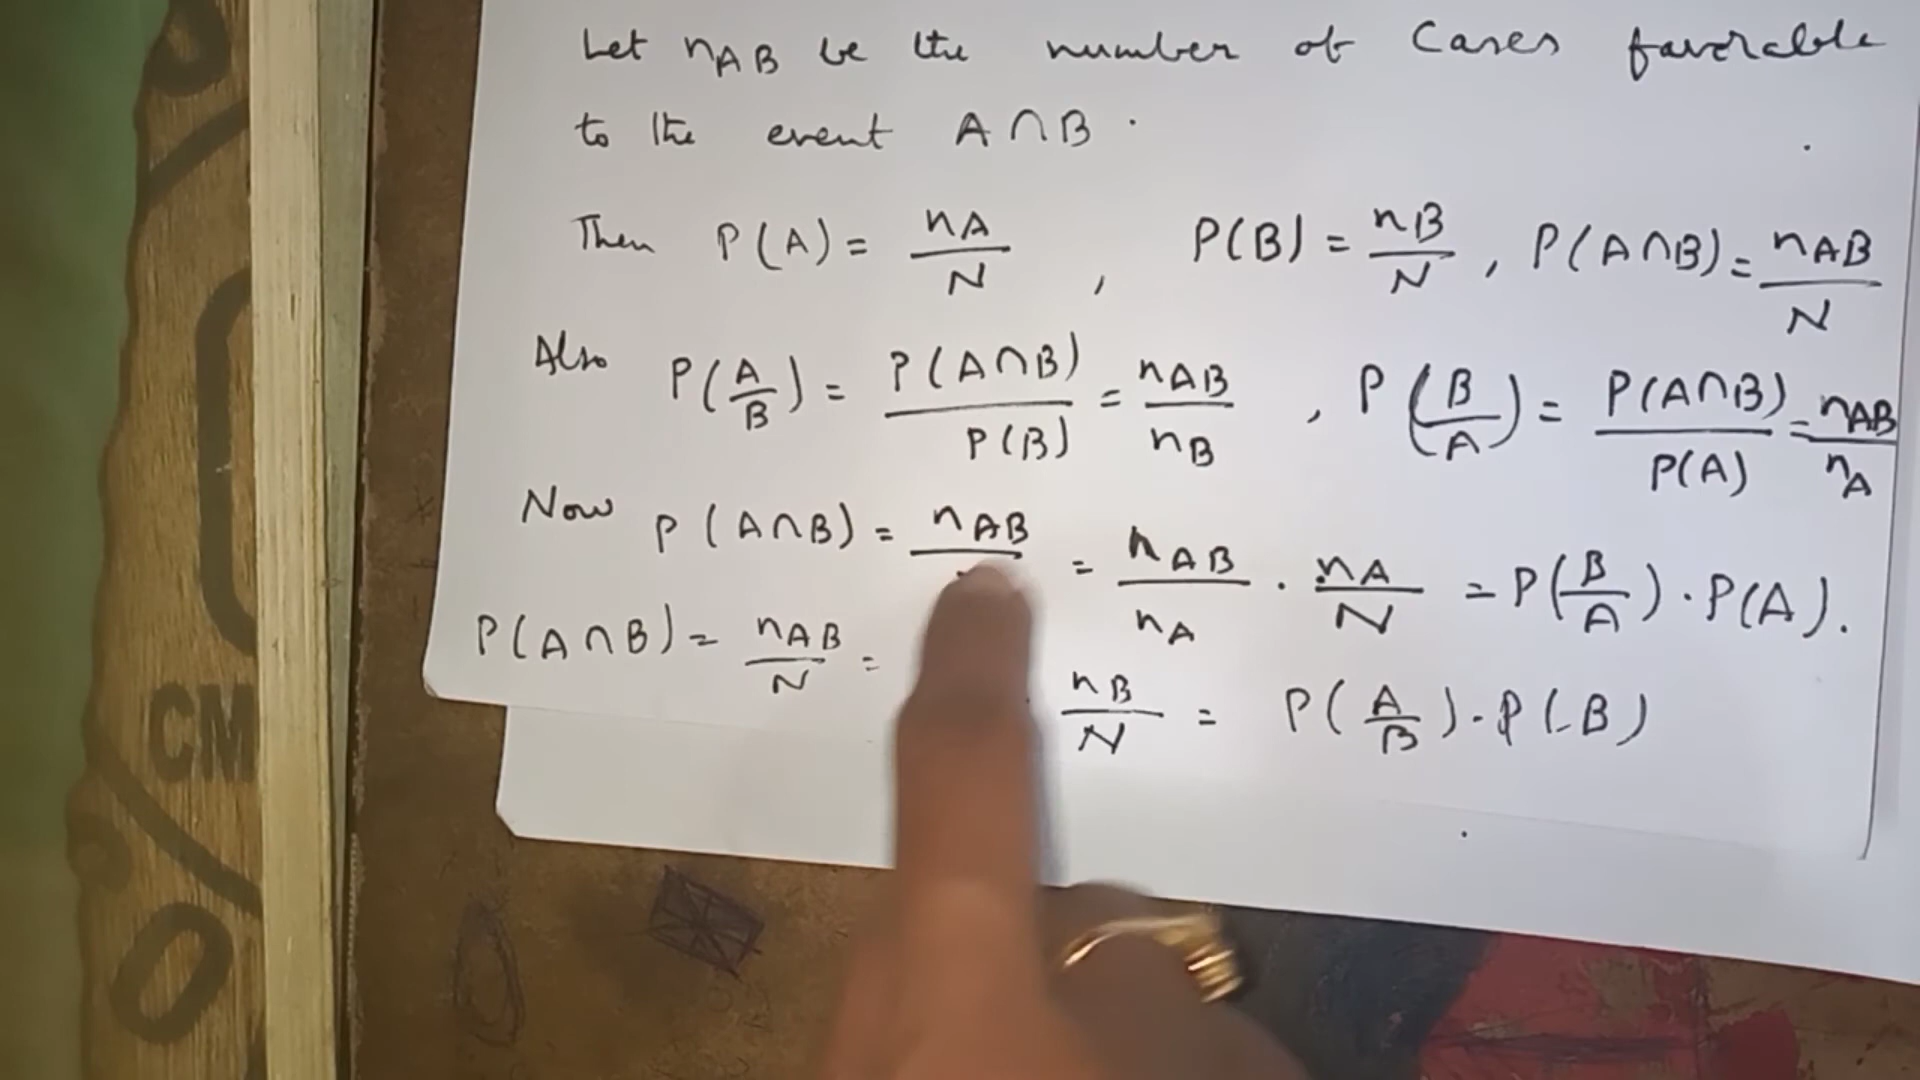 Let nAB be the number of Cases favorable
to the event A∩B.
Then P(A) = nA/N , P(B) = nB/N , P(A∩B) = nAB/N
Also P(A/B) = P(A∩B)/P(B) = nAB/nB , P(B/A) = P(A∩B)/P(A) = nAB/nA
Now P(A∩B) = nAB = nAB/nA · nA/N = P(B/A) · P(A).
P(A∩B) = nAB/N = nB/N = P(A/B) · P(B)
CM